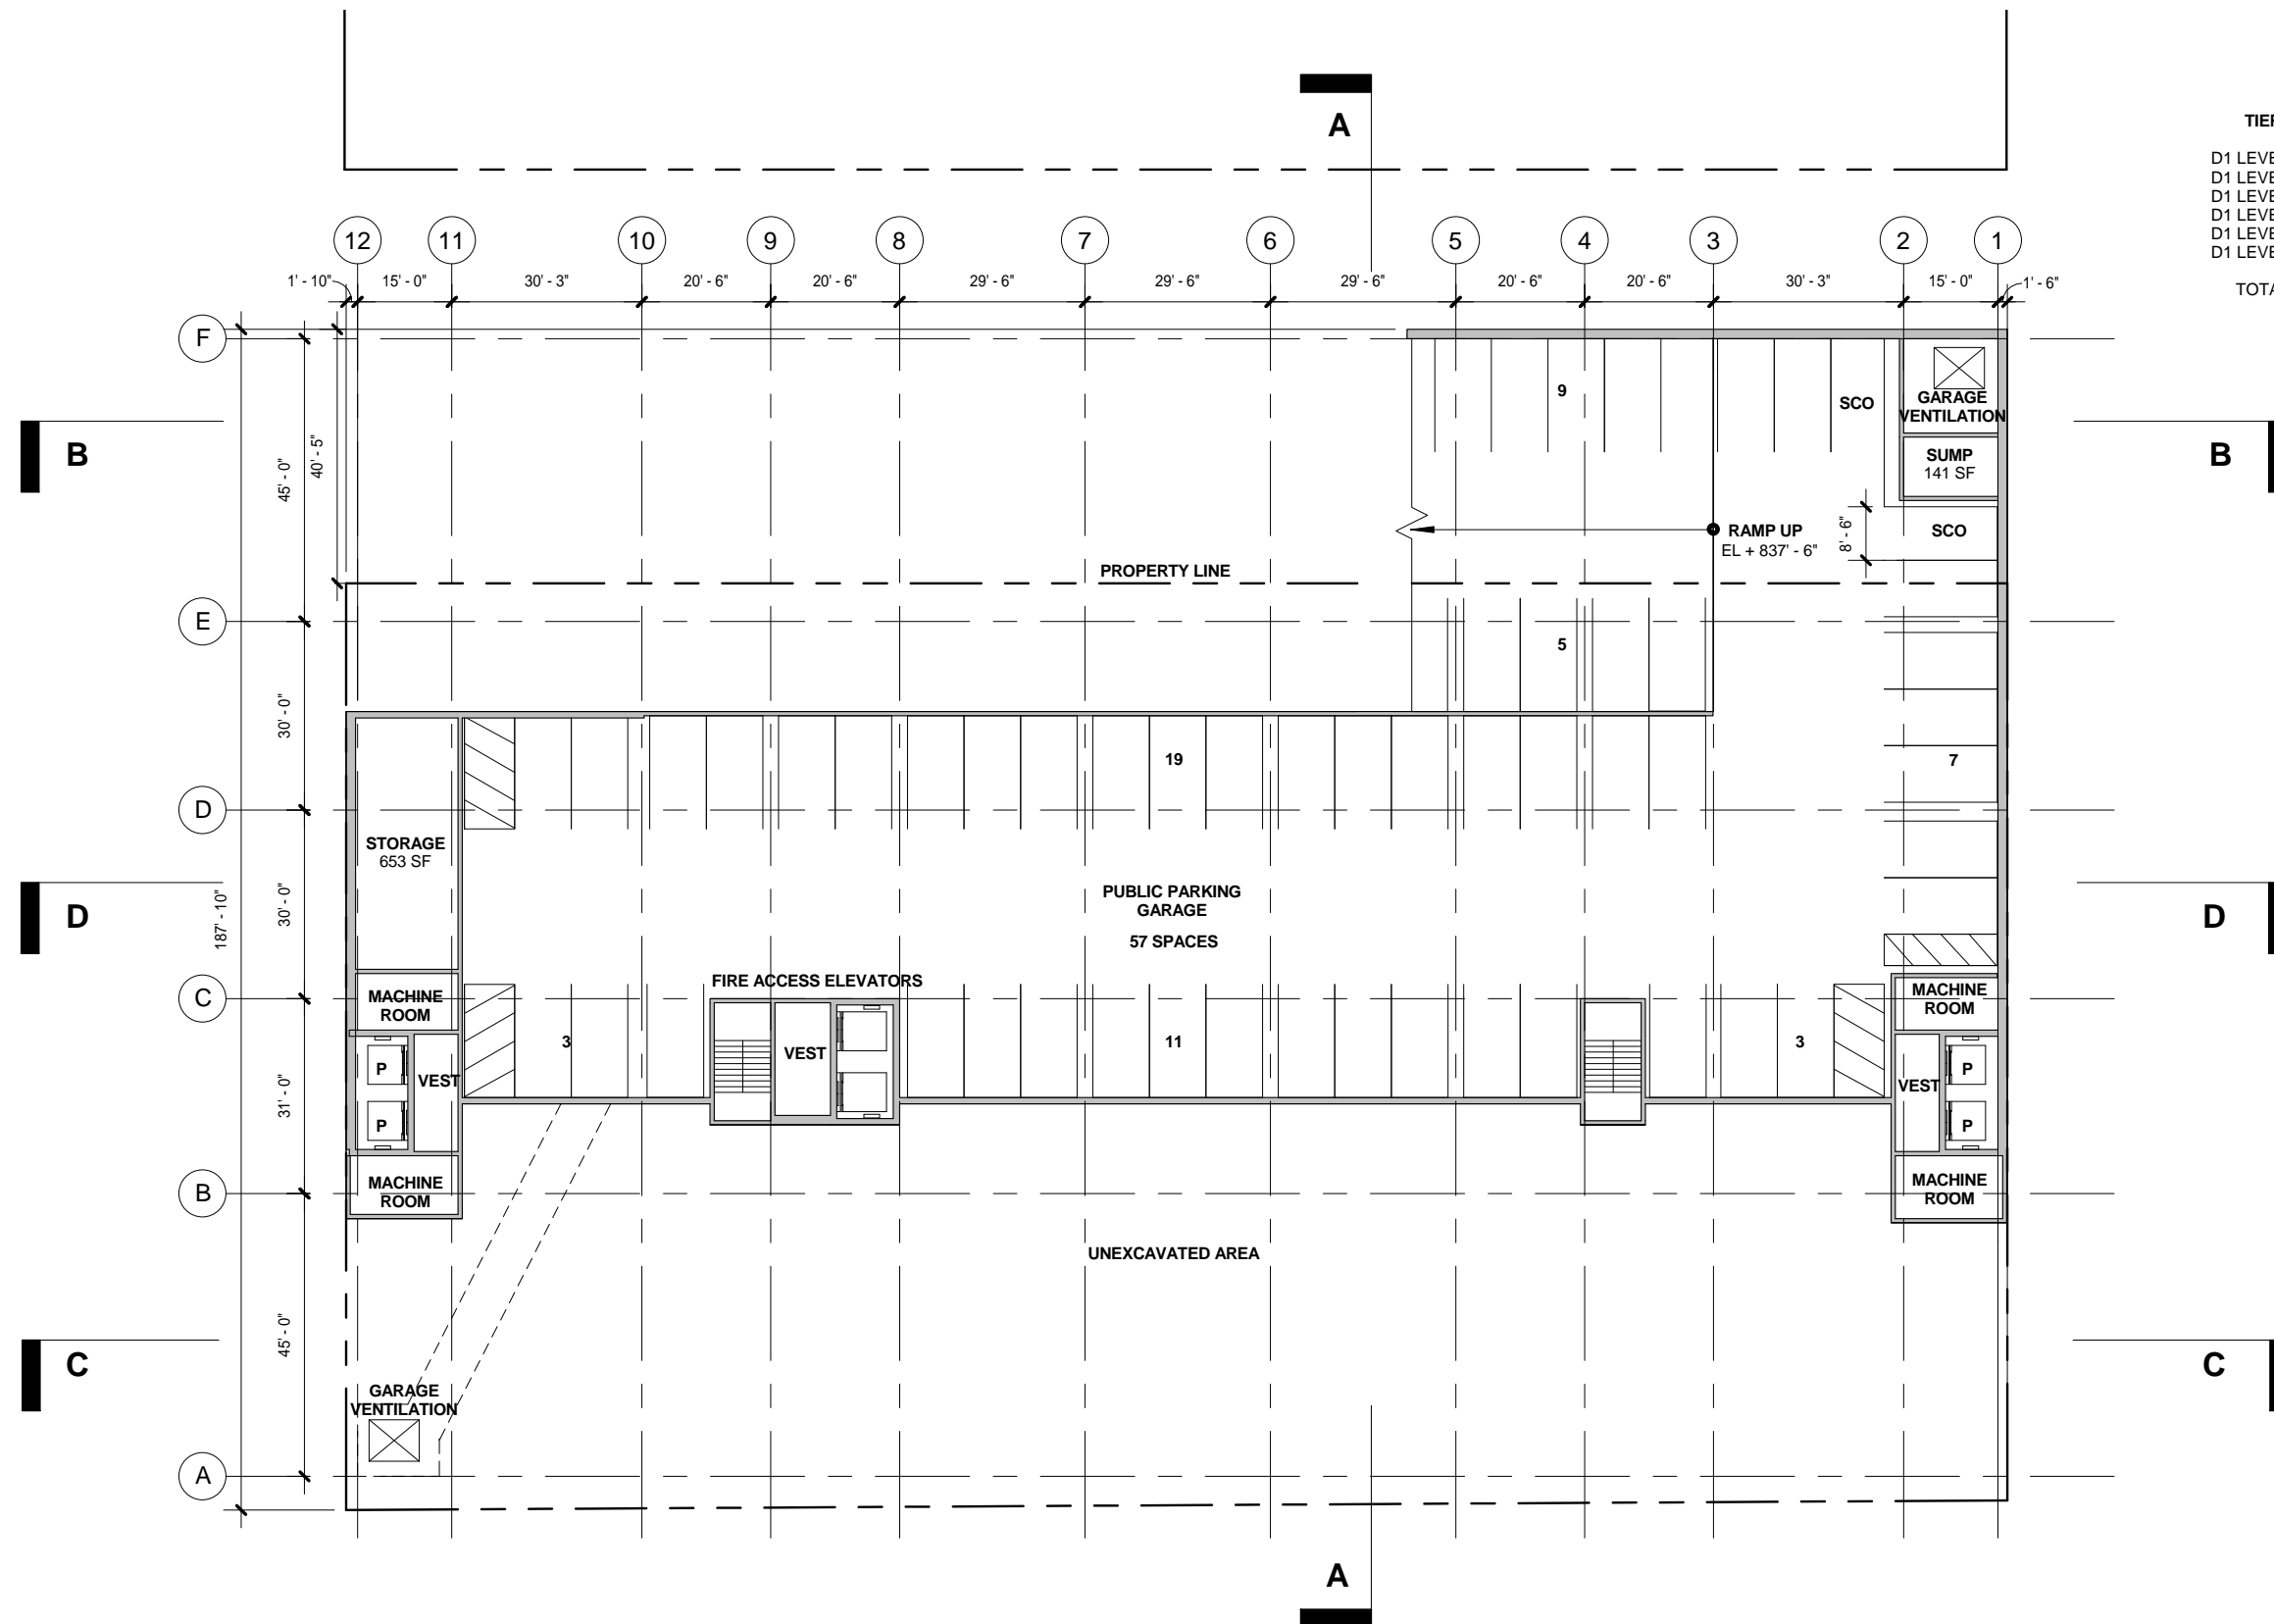 A
TIER
D1 LEVE
D1 LEVE
D1 LEVE
D1 LEVE
D1 LEVE
D1 LEVE
TOTA
12
11
10
9
8
7
6
5
4
3
2
1
1' - 10"
15' - 0"
30' - 3"
20' - 6"
20' - 6"
29' - 6"
29' - 6"
29' - 6"
20' - 6"
20' - 6"
30' - 3"
15' - 0"
1' - 6"
F
9
SCO
GARAGE
VENTILATION
B
45' - 0"
40' - 5"
SUMP
141 SF
B
RAMP UP
EL + 837' - 6"
8' - 6"
SCO
PROPERTY LINE
E
5
30' - 0"
19
7
D
STORAGE
653 SF
D
187' - 10"
30' - 0"
PUBLIC PARKING
GARAGE
57 SPACES
D
FIRE ACCESS ELEVATORS
C
MACHINE
ROOM
MACHINE
ROOM
3
VEST
11
3
P
VEST
P
VEST
P
P
31' - 0"
B
MACHINE
ROOM
MACHINE
ROOM
UNEXCAVATED AREA
45' - 0"
C
C
GARAGE
VENTILATION
A
A